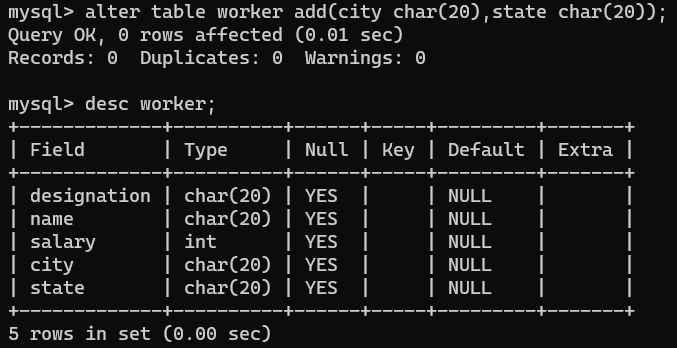 mysql> alter table worker add(city char(20),state char(20));
Query OK, 0 rows affected (0.01 sec)
Records: 0  Duplicates: 0  Warnings: 0

mysql> desc worker;
+-------------+----------+------+-----+---------+-------+
| Field       | Type     | Null | Key | Default | Extra |
+-------------+----------+------+-----+---------+-------+
| designation | char(20) | YES  |     | NULL    |       |
| name        | char(20) | YES  |     | NULL    |       |
| salary      | int      | YES  |     | NULL    |       |
| city        | char(20) | YES  |     | NULL    |       |
| state       | char(20) | YES  |     | NULL    |       |
+-------------+----------+------+-----+---------+-------+
5 rows in set (0.00 sec)